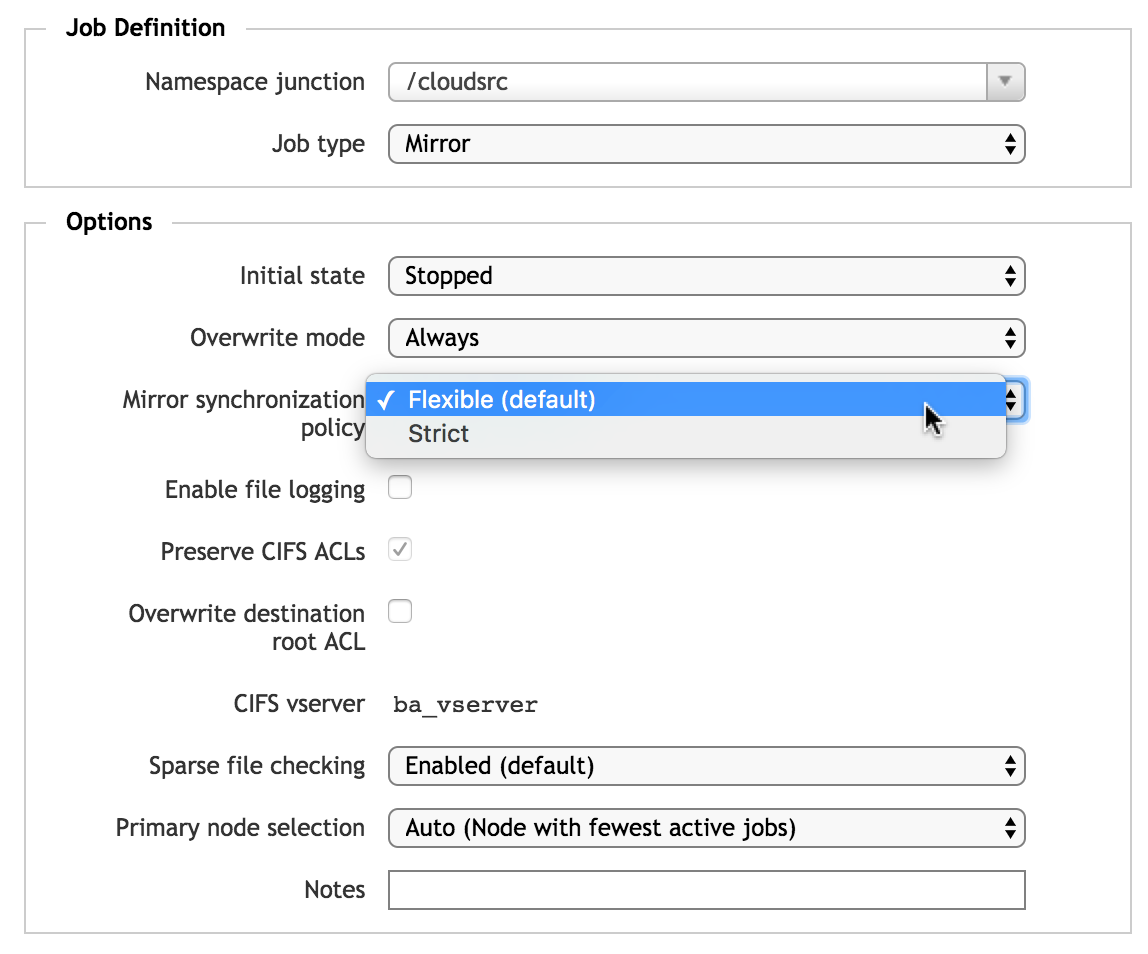 Job Definition
Namespace junction /cloudsrc
Job type Mirror
Options
Initial state Stopped
Overwrite mode Always
Mirror synchronization ✓ Flexible (default)
policy Strict
Enable file logging
Preserve CIFS ACLs
Overwrite destination
root ACL
CIFS vserver ba_vserver
Sparse file checking Enabled (default)
Primary node selection Auto (Node with fewest active jobs)
Notes